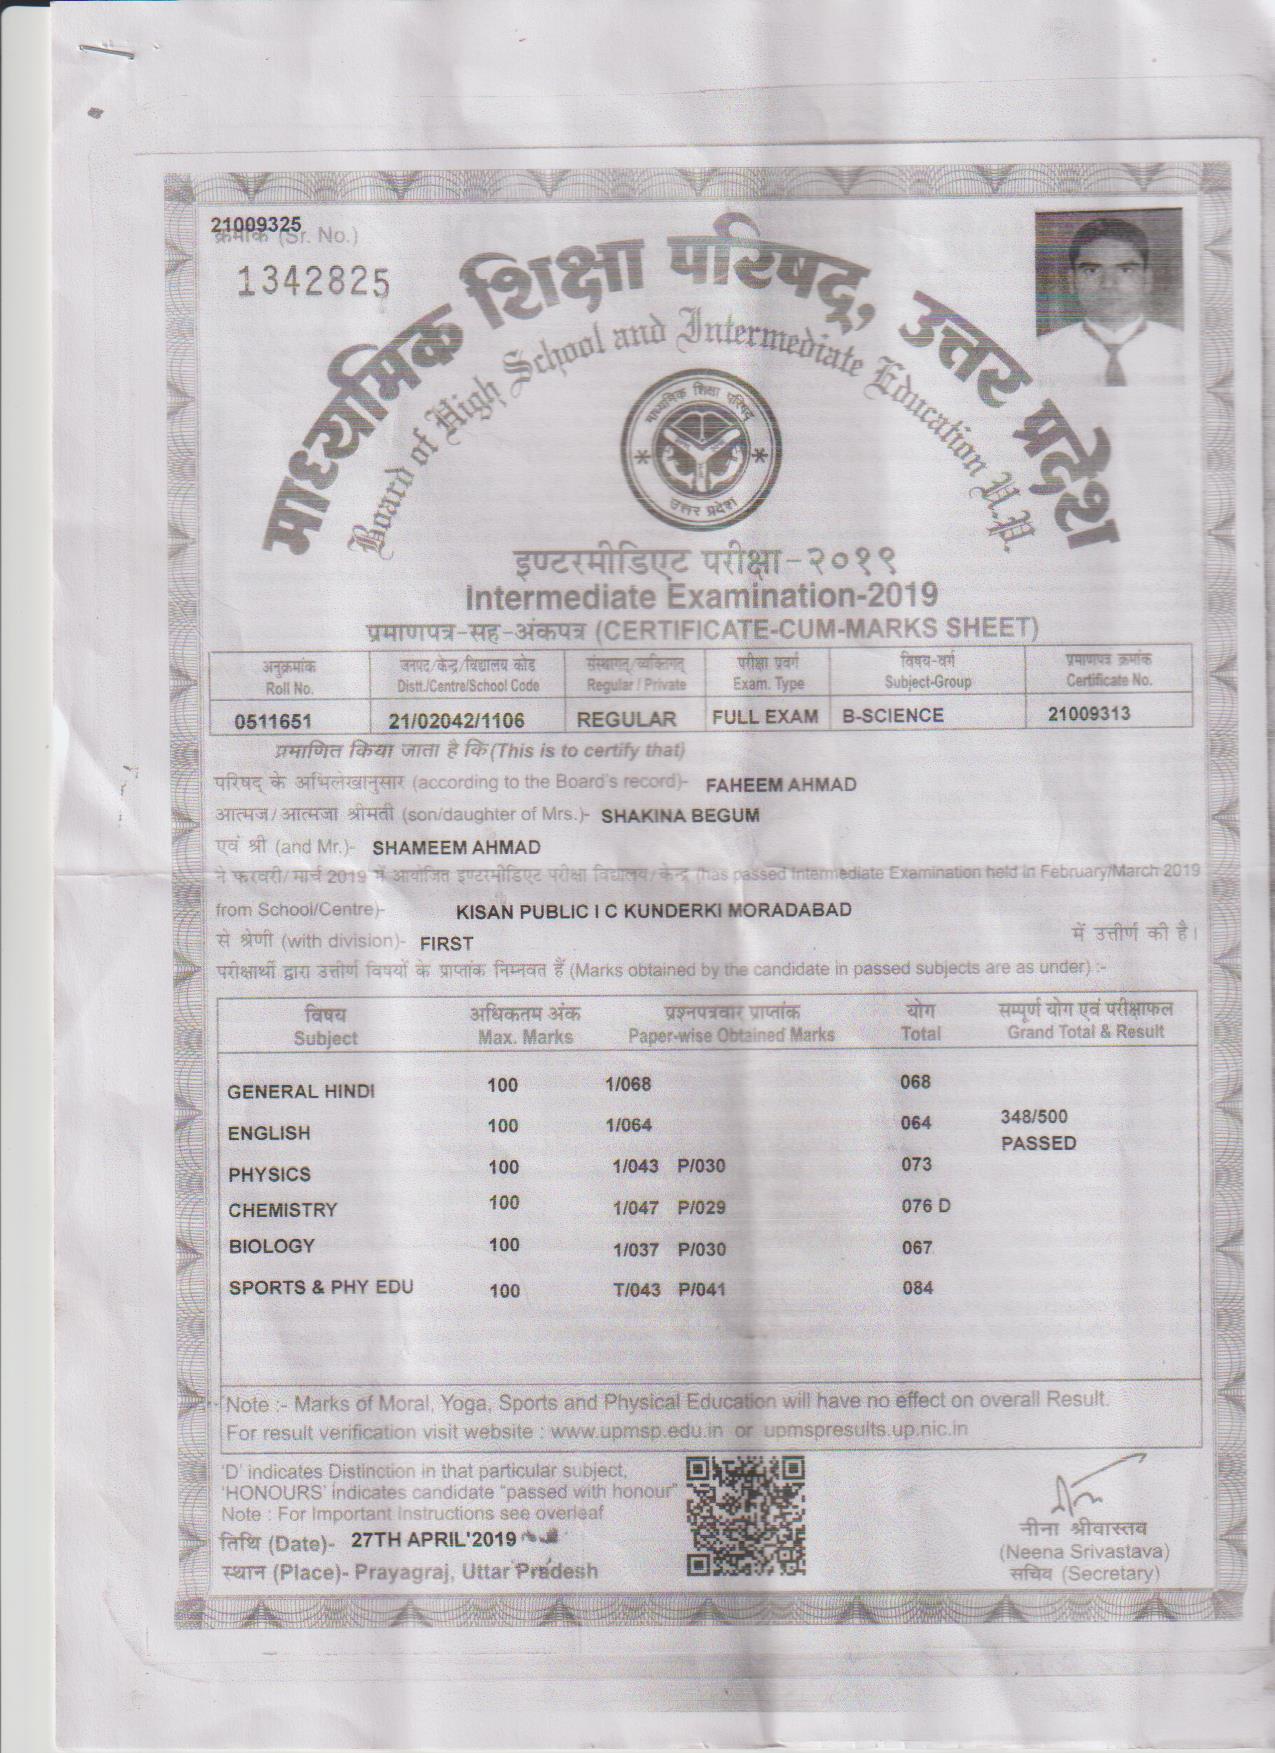 21009325
क्रमांक (Sr. No.)
1342825
माध्यमिक शिक्षा परिषद्, उत्तर प्रदेश
Board of High School and Intermediate Education U.P.
माध्यमिक शिक्षा परिषद्
उत्तर प्रदेश
इण्टरमीडिएट परीक्षा-२०१९
Intermediate Examination-2019
प्रमाणपत्र-सह-अंकपत्र (CERTIFICATE-CUM-MARKS SHEET)
अनुक्रमांक जनपद/केन्द्र/विद्यालय कोड संस्थागत/व्यक्तिगत परीक्षा प्रवर्ग विषय-वर्ग प्रमाणपत्र क्रमांक
Roll No. Distt./Centre/School Code Regular / Private Exam. Type Subject-Group Certificate No.
0511651 21/02042/1106 REGULAR FULL EXAM B-SCIENCE 21009313
प्रमाणित किया जाता है कि (This is to certify that)
परिषद् के अभिलेखानुसार (according to the Board's record)- FAHEEM AHMAD
आत्मज/आत्मजा श्रीमती (son/daughter of Mrs.)- SHAKINA BEGUM
एवं श्री (and Mr.)- SHAMEEM AHMAD
ने फरवरी/मार्च 2019 में आयोजित इण्टरमीडिएट परीक्षा विद्यालय/केन्द्र (has passed Intermediate Examination held in February/March 2019
from School/Centre)- KISAN PUBLIC I C KUNDERKI MORADABAD
से श्रेणी (with division)- FIRST में उत्तीर्ण की है।
परीक्षार्थी द्वारा उत्तीर्ण विषयों के प्राप्तांक निम्नवत हैं (Marks obtained by the candidate in passed subjects are as under) :-
विषय अधिकतम अंक प्रश्नपत्रवार प्राप्तांक योग सम्पूर्ण योग एवं परीक्षाफल
Subject Max. Marks Paper-wise Obtained Marks Total Grand Total & Result
GENERAL HINDI 100 1/068 068
ENGLISH 100 1/064 064 348/500
PASSED
PHYSICS 100 1/043 P/030 073
CHEMISTRY 100 1/047 P/029 076 D
BIOLOGY 100 1/037 P/030 067
SPORTS & PHY EDU 100 T/043 P/041 084
Note :- Marks of Moral, Yoga, Sports and Physical Education will have no effect on overall Result.
For result verification visit website : www.upmsp.edu.in or upmspresults.up.nic.in
'D' indicates Distinction in that particular subject,
'HONOURS' indicates candidate "passed with honour"
Note : For Important Instructions see overleaf
तिथि (Date)- 27TH APRIL'2019
स्थान (Place)- Prayagraj, Uttar Pradesh
नीना श्रीवास्तव
(Neena Srivastava)
सचिव (Secretary)